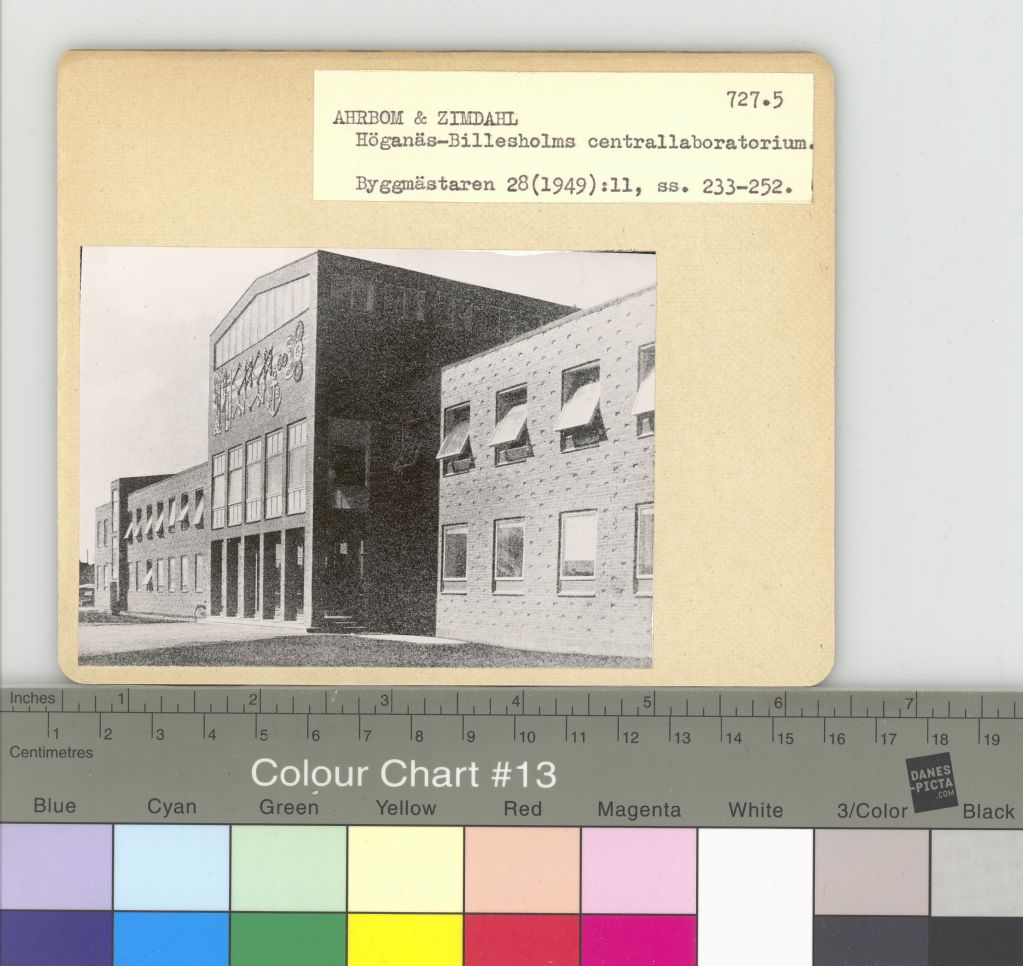 727.5
AHRBOM & ZIMDAHL
Höganäs-Billesholms centrallaboratorium.
Byggmästaren 28(1949):11, ss. 233-252.
Inches 1 2 3 4 5 6 7
1 2 3 4 5 6 7 8 9 10 11 12 13 14 15 16 17 18 19
Centimetres
Colour Chart #13
DANES
-PICTA
.COM
Blue Cyan Green Yellow Red Magenta White 3/Color Black